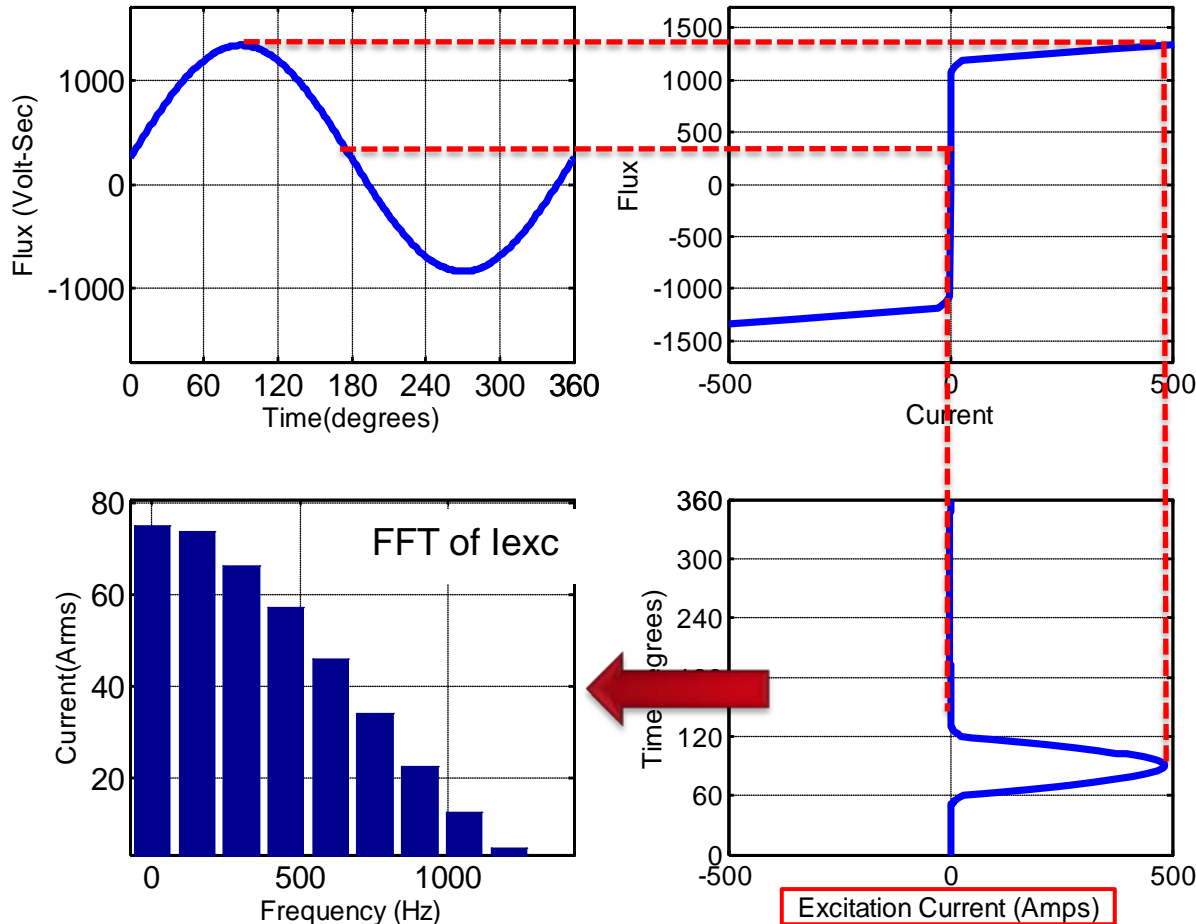 1000
0
-1000
Flux (Volt-Sec)
0 60 120 180 240 300 360
Time(degrees)
1500
1000
500
0
-500
-1000
-1500
Flux
-500 0 500
Current
80
60
40
20
Current(Arms)
FFT of Iexc
0 500 1000
Frequency (Hz)
360
300
240
120
60
0
-500 0 500
Excitation Current (Amps)